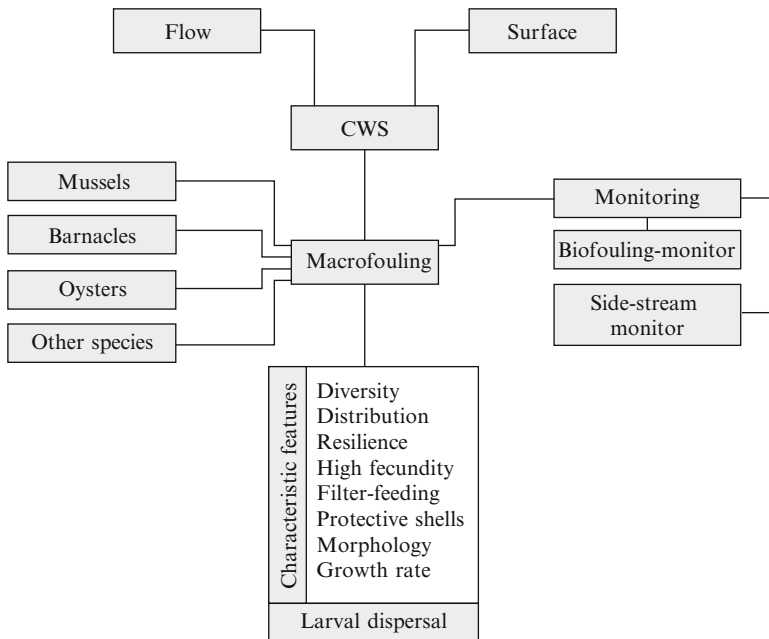 Flow
Surface
CWS
Mussels
Barnacles
Oysters
Other species
Macrofouling
Monitoring
Biofouling-monitor
Side-stream
monitor
Characteristic features
Diversity
Distribution
Resilience
High fecundity
Filter-feeding
Protective shells
Morphology
Growth rate
Larval dispersal